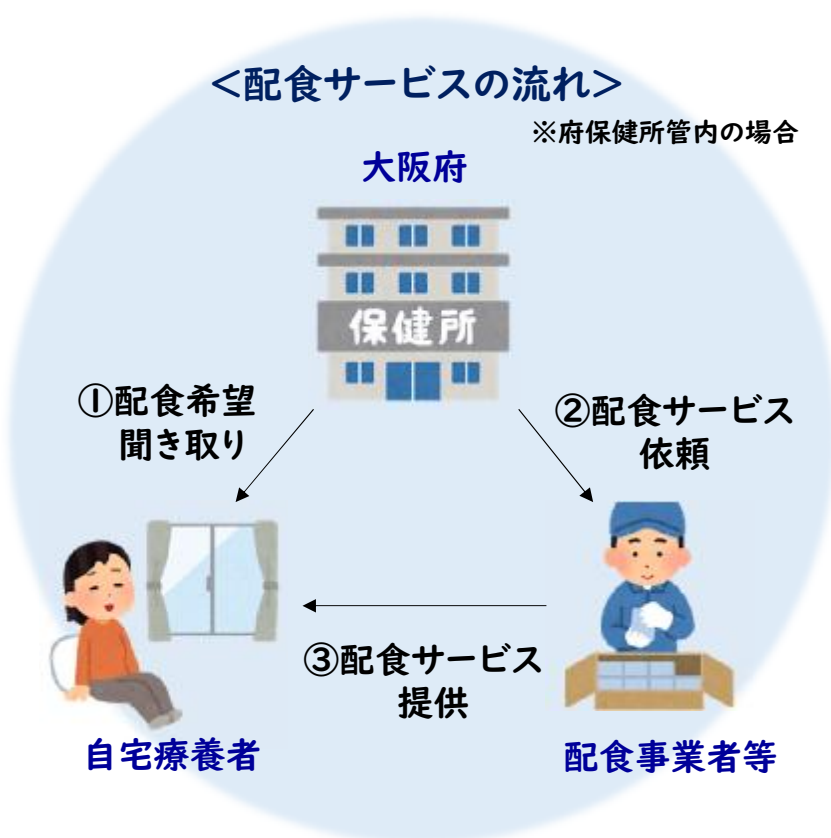 ＜配食サービスの流れ＞
※府保健所管内の場合
大阪府
保健所
①配食希望
聞き取り
②配食サービス
依頼
③配食サービス
提供
自宅療養者
配食事業者等